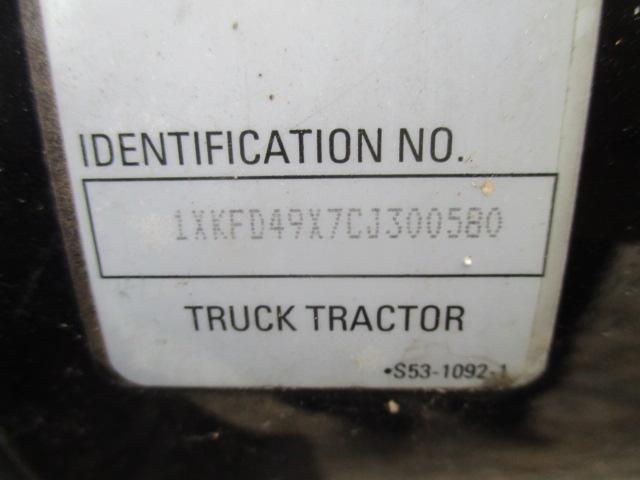 IDENTIFICATION NO.
1XKFD49X7CJ300580
TRUCK TRACTOR
•S53-1092-1